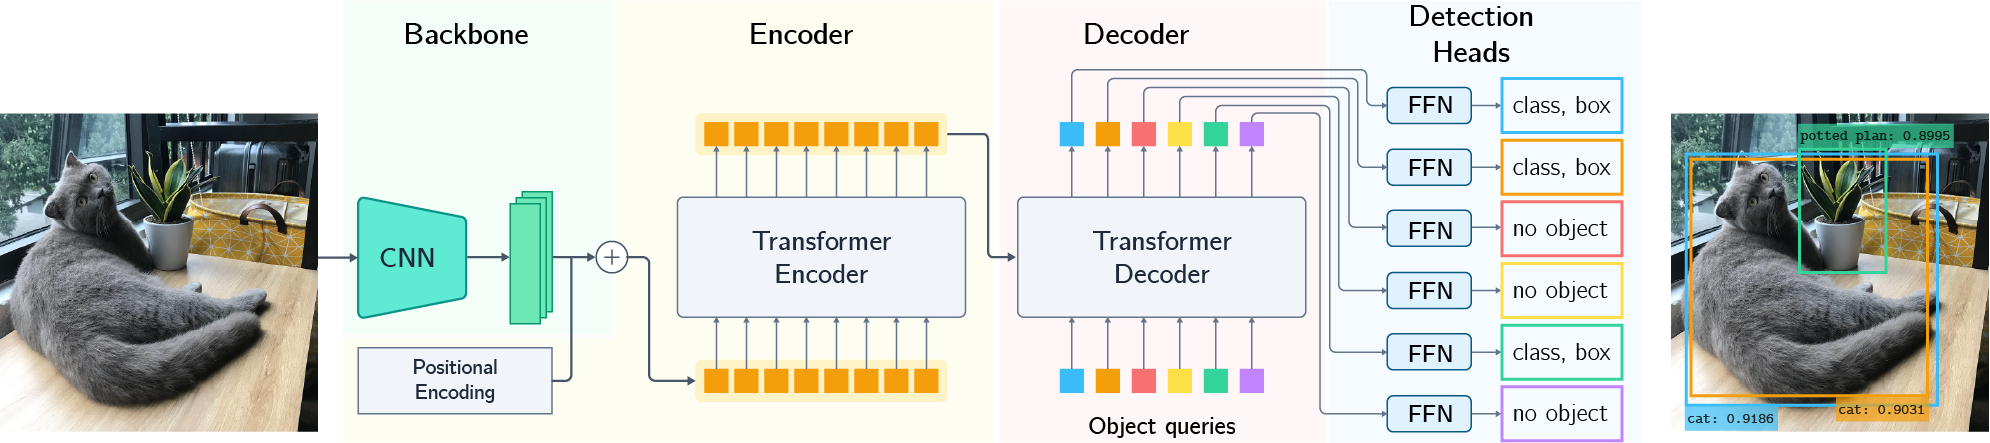 Backbone
Encoder
Decoder
Detection
Heads
CNN
+
Positional
Encoding
Transformer
Encoder
Transformer
Decoder
Object queries
FFN
class, box
FFN
class, box
FFN
no object
FFN
no object
FFN
class, box
FFN
no object
potted plan: 0.8995
cat: 0.9186
cat: 0.9031